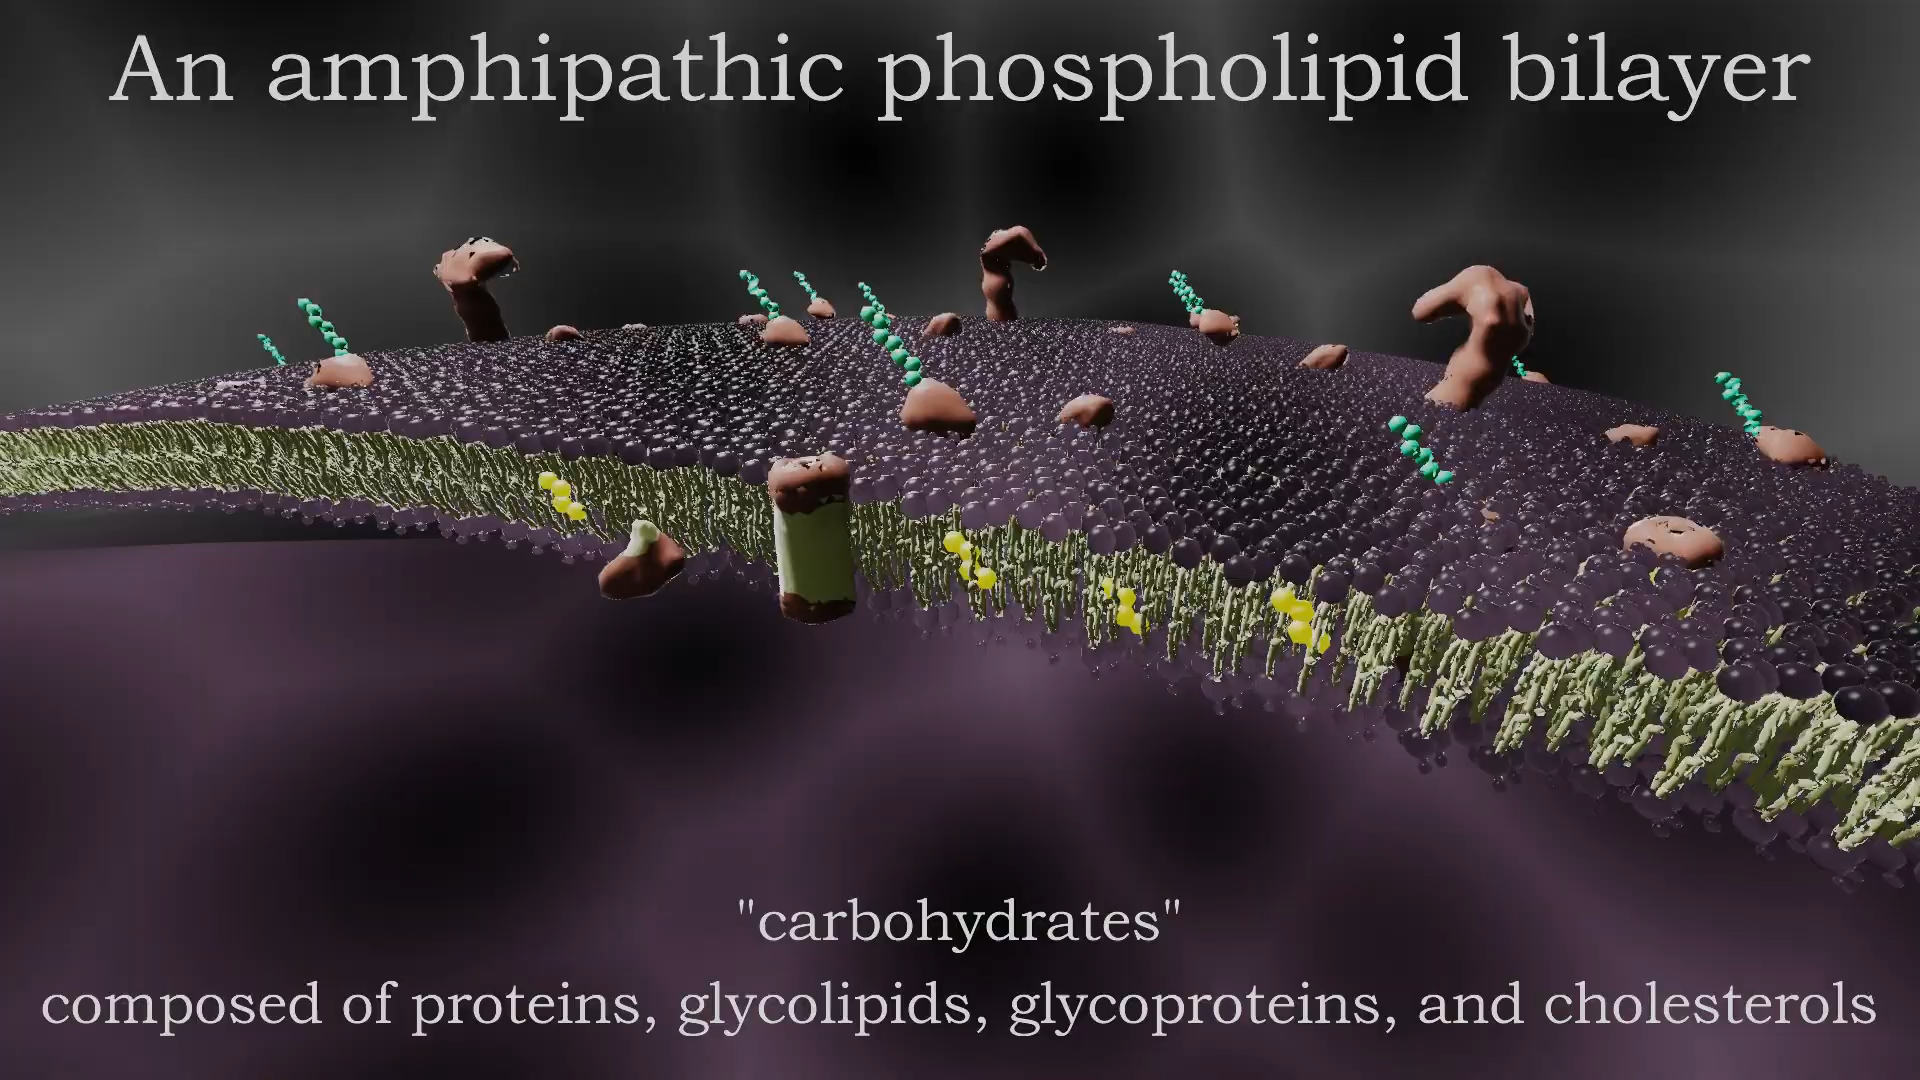 An amphipathic phospholipid bilayer
"carbohydrates"
composed of proteins, glycolipids, glycoproteins, and cholesterols